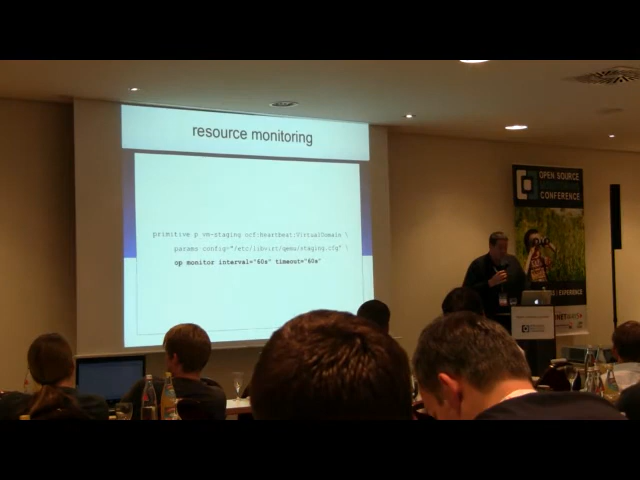 resource monitoring
primitive p_vm-staging ocf:heartbeat:VirtualDomain \
params config="/etc/libvirt/qemu/staging.cfg" \
op monitor interval="60s" timeout="60s"
OPEN SOURCE
CONFERENCE
EXPERIENCE